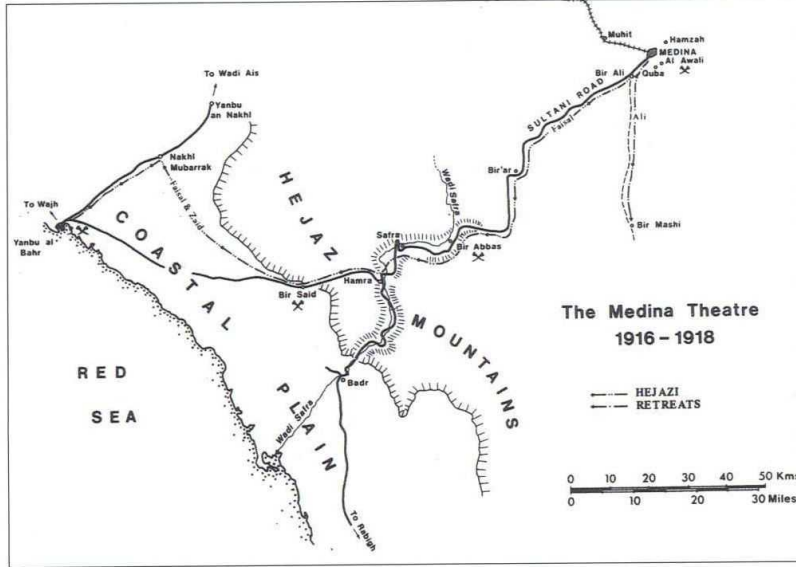 Muhit
Hamzah
MEDINA
Al Awali
Bir Ali
Quba
To Wadi Ais
SULTANI ROAD
Faisal
Ali
Yanbu
an Nakhl
Nakhl
Mubarrak
HEJAZ
Wadi Safra
Bir'ar
To Wajh
Faisal & Zaid
COASTAL
Safra
Bir Mashi
Yanbu al
Bahr
Bir Abbas
Hamra
Bir Said
MOUNTAINS
The Medina Theatre
1916 – 1918
RED
SEA
PLAIN
Badr
HEJAZI
RETREATS
Wadi Safra
0 10 20 30 40 50 Kms
0 10 20 30 Miles
To Rabigh